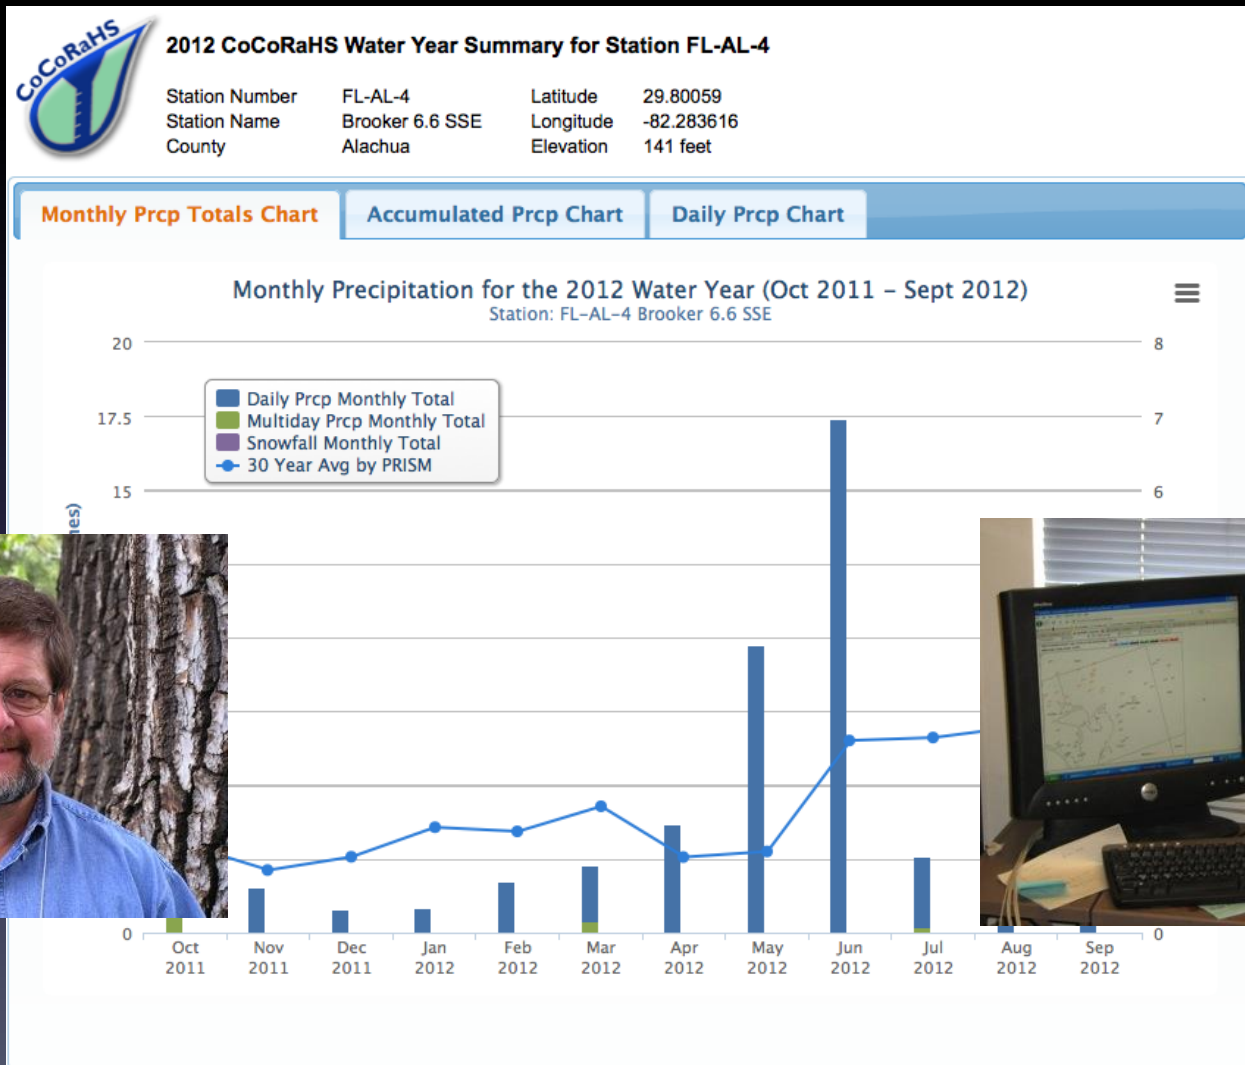 CoCoRaHS
2012 CoCoRaHS Water Year Summary for Station FL-AL-4
Station Number FL-AL-4 Latitude 29.80059
Station Name Brooker 6.6 SSE Longitude -82.283616
County Alachua Elevation 141 feet
Monthly Prcp Totals Chart Accumulated Prcp Chart Daily Prcp Chart
Monthly Precipitation for the 2012 Water Year (Oct 2011 – Sept 2012)
Station: FL-AL-4 Brooker 6.6 SSE
20 8
Daily Prcp Monthly Total
17.5 Multiday Prcp Monthly Total 7
Snowfall Monthly Total
30 Year Avg by PRISM
15 6
0 0
Oct Nov Dec Jan Feb Mar Apr May Jun Jul Aug Sep
2011 2011 2011 2012 2012 2012 2012 2012 2012 2012 2012 2012